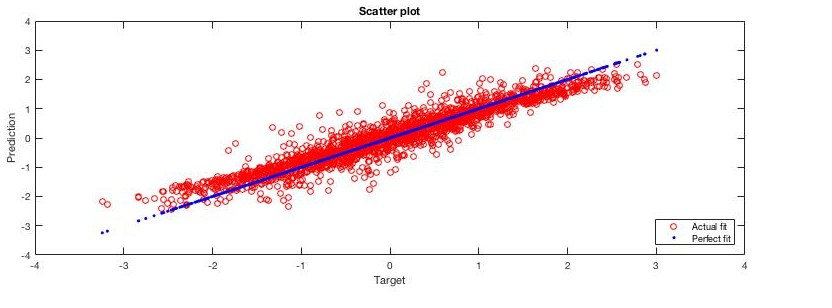 Scatter plot
4
3
2
1
0
-1
-2
-3
-4
Prediction
-4 -3 -2 -1 0 1 2 3 4
Target
Actual fit
Perfect fit